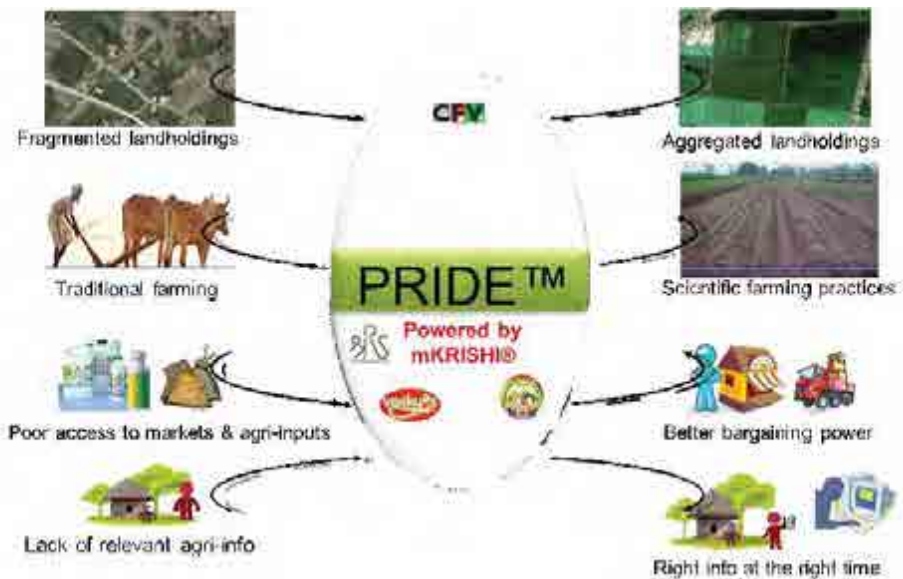 CFV
Fragmented landholdings
Aggregated landholdings
Traditional farming
Scientific farming practices
PRIDE™
Powered by
mKRISHI®
Poor access to markets & agri-inputs
Better bargaining power
Lack of relevant agri-info
Right info at the right time